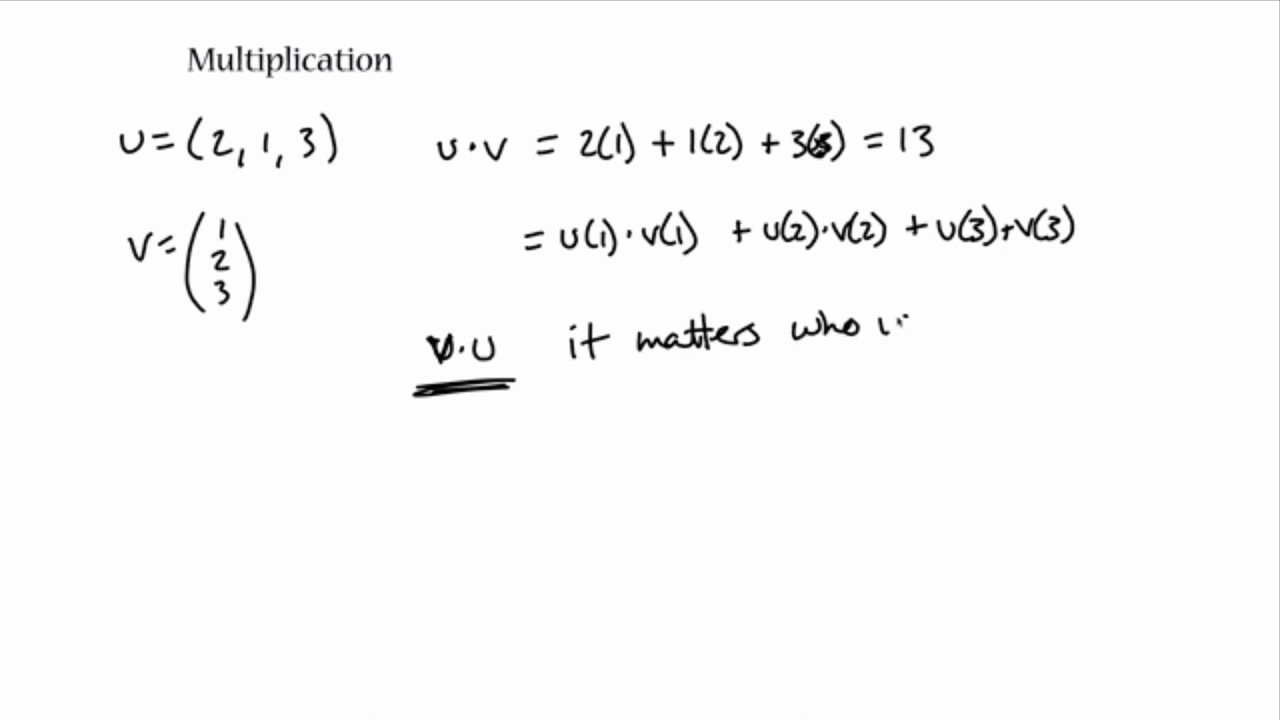 Multiplication
u = (2, 1, 3) u · v = 2(1) + 1(2) + 3(3) = 13
v = (1 2 3) = u(1) · v(1) + u(2) · v(2) + u(3) + v(3)
v · u it matters who